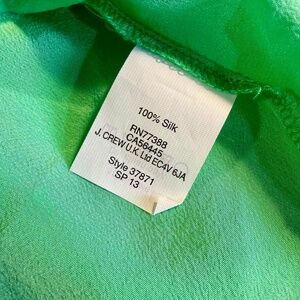 100% Silk
RN77388
CA56445
J. CREW U.K. Ltd EC4V 6JA
Style 37871
SP 13